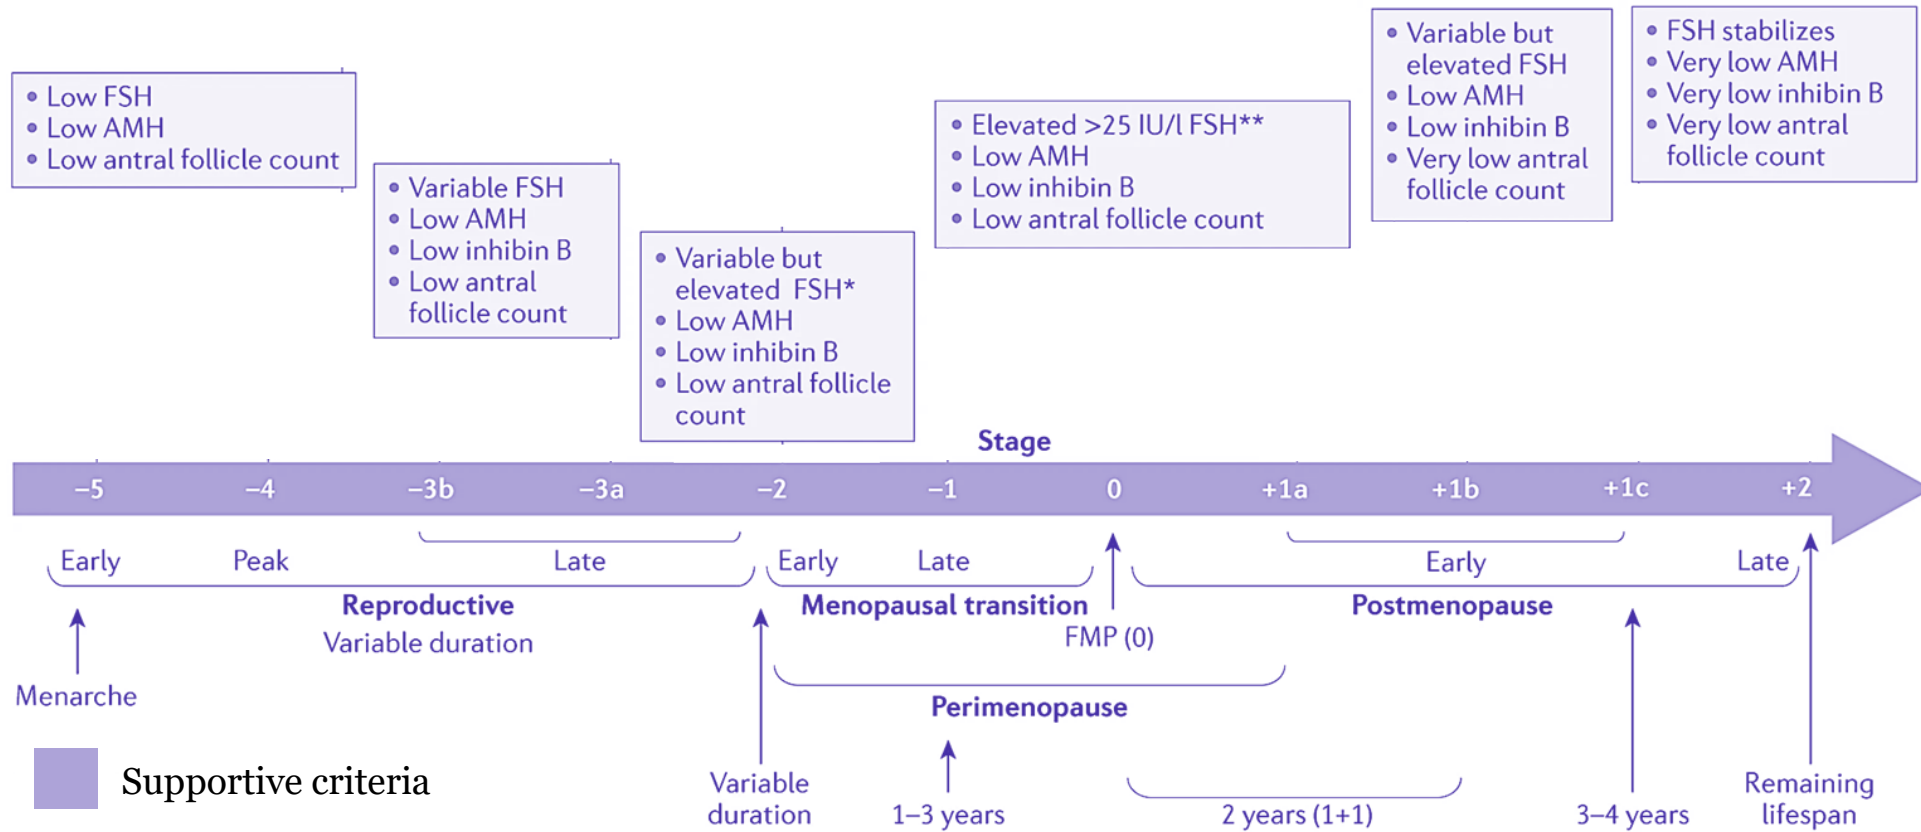 • Low FSH
• Low AMH
• Low antral follicle count
• Variable FSH
• Low AMH
• Low inhibin B
• Low antral
follicle count
• Variable but
elevated FSH*
• Low AMH
• Low inhibin B
• Low antral follicle
count
• Elevated >25 IU/l FSH**
• Low AMH
• Low inhibin B
• Low antral follicle count
• Variable but
elevated FSH
• Low AMH
• Low inhibin B
• Very low antral
follicle count
• FSH stabilizes
• Very low AMH
• Very low inhibin B
• Very low antral
follicle count
Stage
–5 –4 –3b –3a –2 –1 0 +1a +1b +1c +2
Early Peak Late Early Late Early Late
Reproductive Menopausal transition Postmenopause
Variable duration FMP (0)
Menarche
Perimenopause
Supportive criteria
Variable
duration
1–3 years
2 years (1+1)
3–4 years
Remaining
lifespan